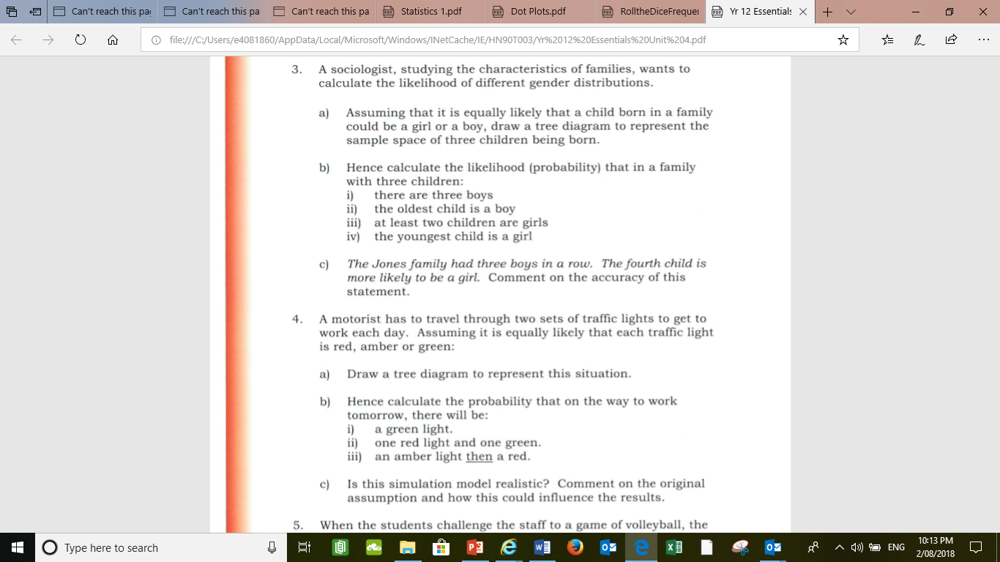 Can't reach this pa
Can't reach this pa
Can't reach this pa
PDF Statistics 1.pdf
PDF Dot Plots.pdf
PDF RolltheDiceFrequen
PDF Yr 12 Essentials
file:///C:/Users/e4081860/AppData/Local/Microsoft/Windows/INetCache/IE/HN90T003/Yr%2012%20Essentials%20Unit%204.pdf
3. A sociologist, studying the characteristics of families, wants to
calculate the likelihood of different gender distributions.
a) Assuming that it is equally likely that a child born in a family
could be a girl or a boy, draw a tree diagram to represent the
sample space of three children being born.
b) Hence calculate the likelihood (probability) that in a family
with three children:
i) there are three boys
ii) the oldest child is a boy
iii) at least two children are girls
iv) the youngest child is a girl
c) The Jones family had three boys in a row. The fourth child is
more likely to be a girl. Comment on the accuracy of this
statement.
4. A motorist has to travel through two sets of traffic lights to get to
work each day. Assuming it is equally likely that each traffic light
is red, amber or green:
a) Draw a tree diagram to represent this situation.
b) Hence calculate the probability that on the way to work
tomorrow, there will be:
i) a green light.
ii) one red light and one green.
iii) an amber light then a red.
c) Is this simulation model realistic? Comment on the original
assumption and how this could influence the results.
5. When the students challenge the staff to a game of volleyball, the
Type here to search
ENG
10:13 PM
2/08/2018